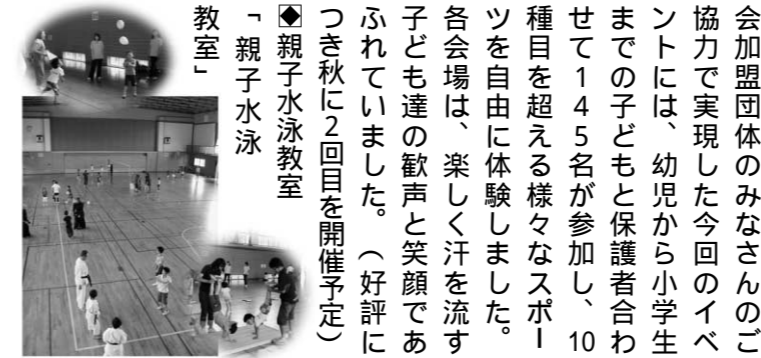 会加盟団体のみなさんのご
協力で実現した今回のイベ
ントには、幼児から小学生
までの子どもと保護者合わ
せて145名が参加し、10
種目を超える様々なスポー
ツを自由に体験しました。
各会場は、楽しく汗を流す
子ども達の歓声と笑顔であ
ふれていました。（好評に
つき秋に2回目を開催予定）
◆親子水泳教室
「親子水泳
教室」